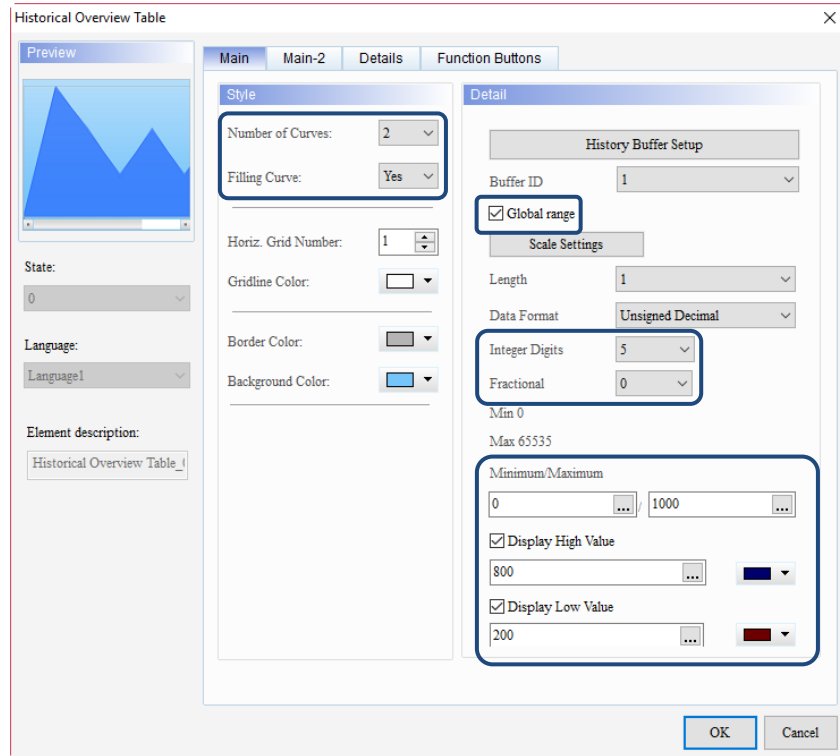 Historical Overview Table
Preview
State:
0
Language:
Language1
Element description:
Historical Overview Table_
Main
Main-2
Details
Function Buttons
Style
Number of Curves:
2
Filling Curve:
Yes
Horiz. Grid Number:
1
Gridline Color:
Border Color:
Background Color:
Detail
History Buffer Setup
Buffer ID
1
Global range
Scale Settings
Length
1
Data Format
Unsigned Decimal
Integer Digits
5
Fractional
0
Min 0
Max 65535
Minimum/Maximum
0 ... / 1000 ...
Display High Value
800 ...
Display Low Value
200 ...
OK
Cancel